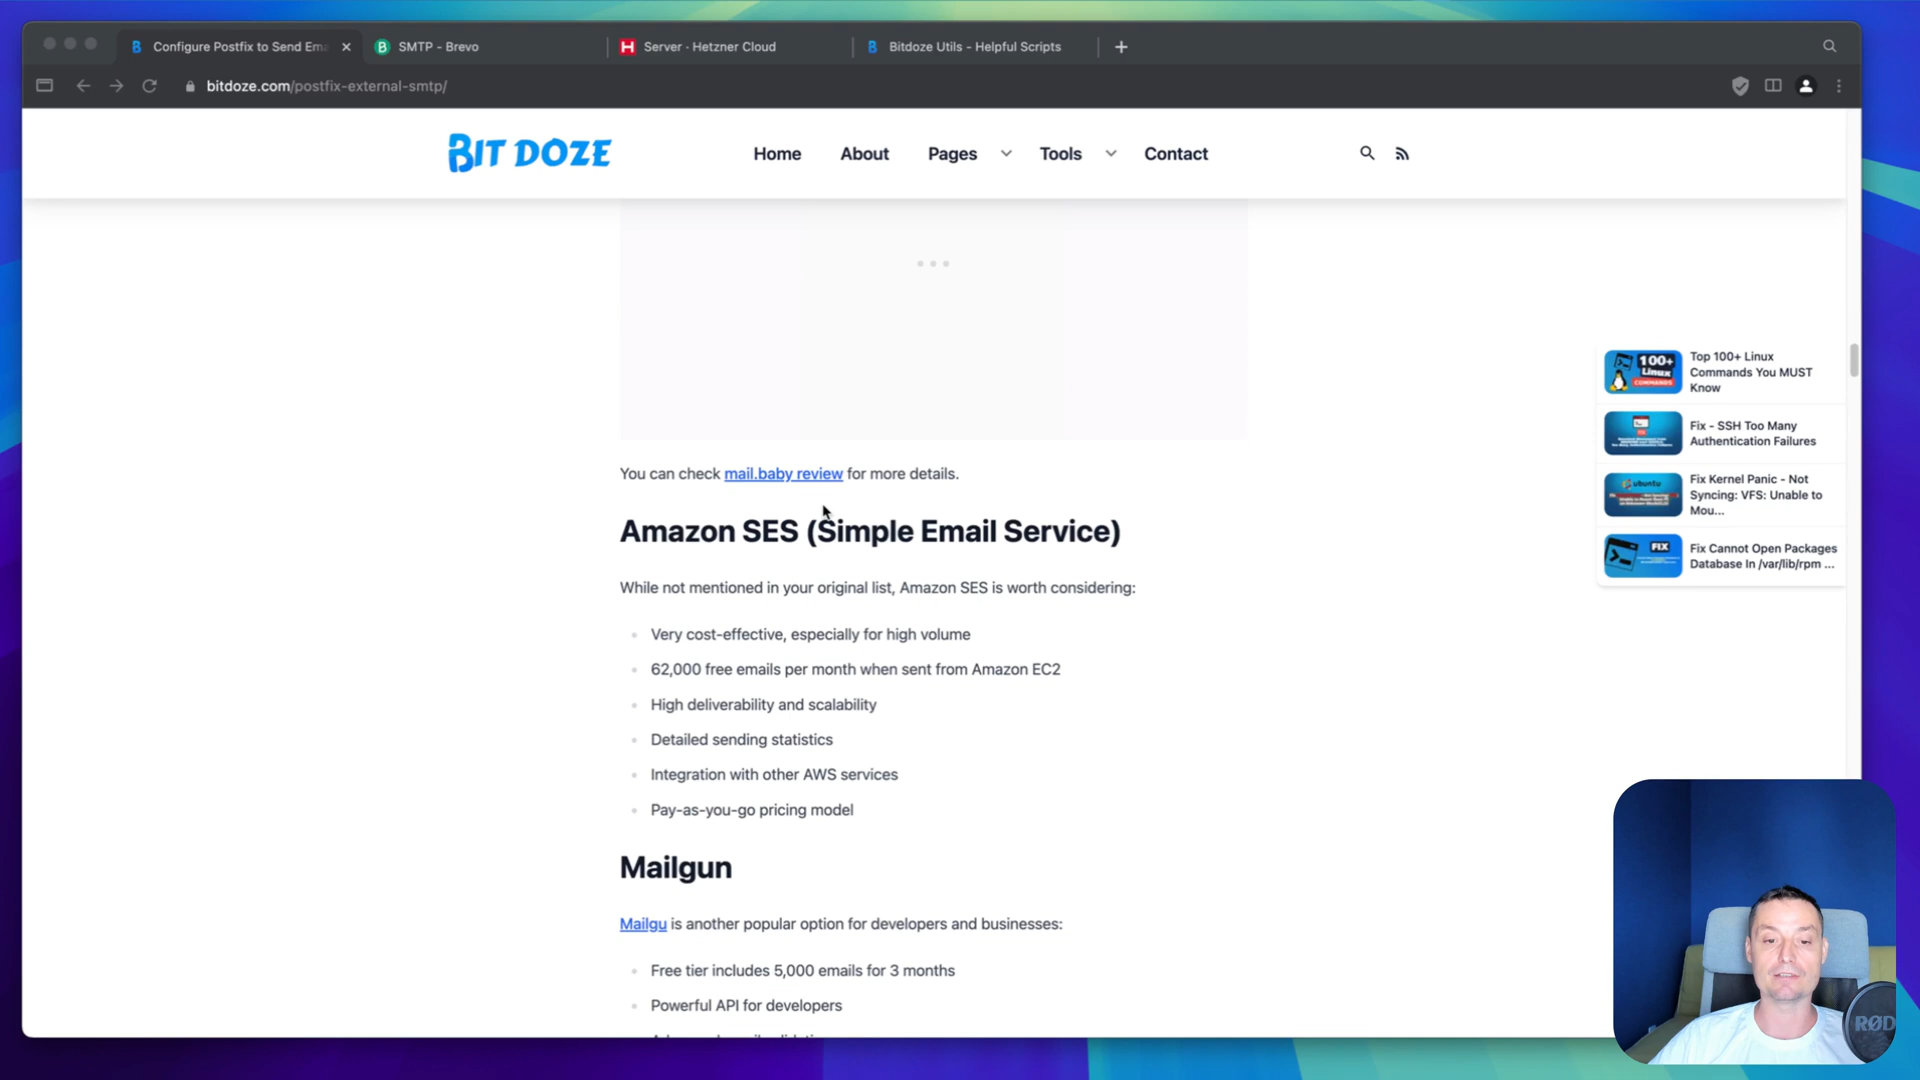 Configure Postfix to Send Ema
SMTP - Brevo
Server · Hetzner Cloud
Bitdoze Utils - Helpful Scripts
bitdoze.com/postfix-external-smtp/
BIT DOZE
Home
About
Pages
Tools
Contact
You can check mail.baby review for more details.
Amazon SES (Simple Email Service)
While not mentioned in your original list, Amazon SES is worth considering:
Very cost-effective, especially for high volume
62,000 free emails per month when sent from Amazon EC2
High deliverability and scalability
Detailed sending statistics
Integration with other AWS services
Pay-as-you-go pricing model
Mailgun
Mailgu is another popular option for developers and businesses:
Free tier includes 5,000 emails for 3 months
Powerful API for developers
100+
Linux
COMMANDS
Top 100+ Linux
Commands You MUST
Know
Fix - SSH Too Many
Authentication Failures
ubuntu
Fix Kernel Panic - Not
Syncing: VFS: Unable to
Mou...
FIX
Fix Cannot Open Packages
Database In /var/lib/rpm ...
RØD